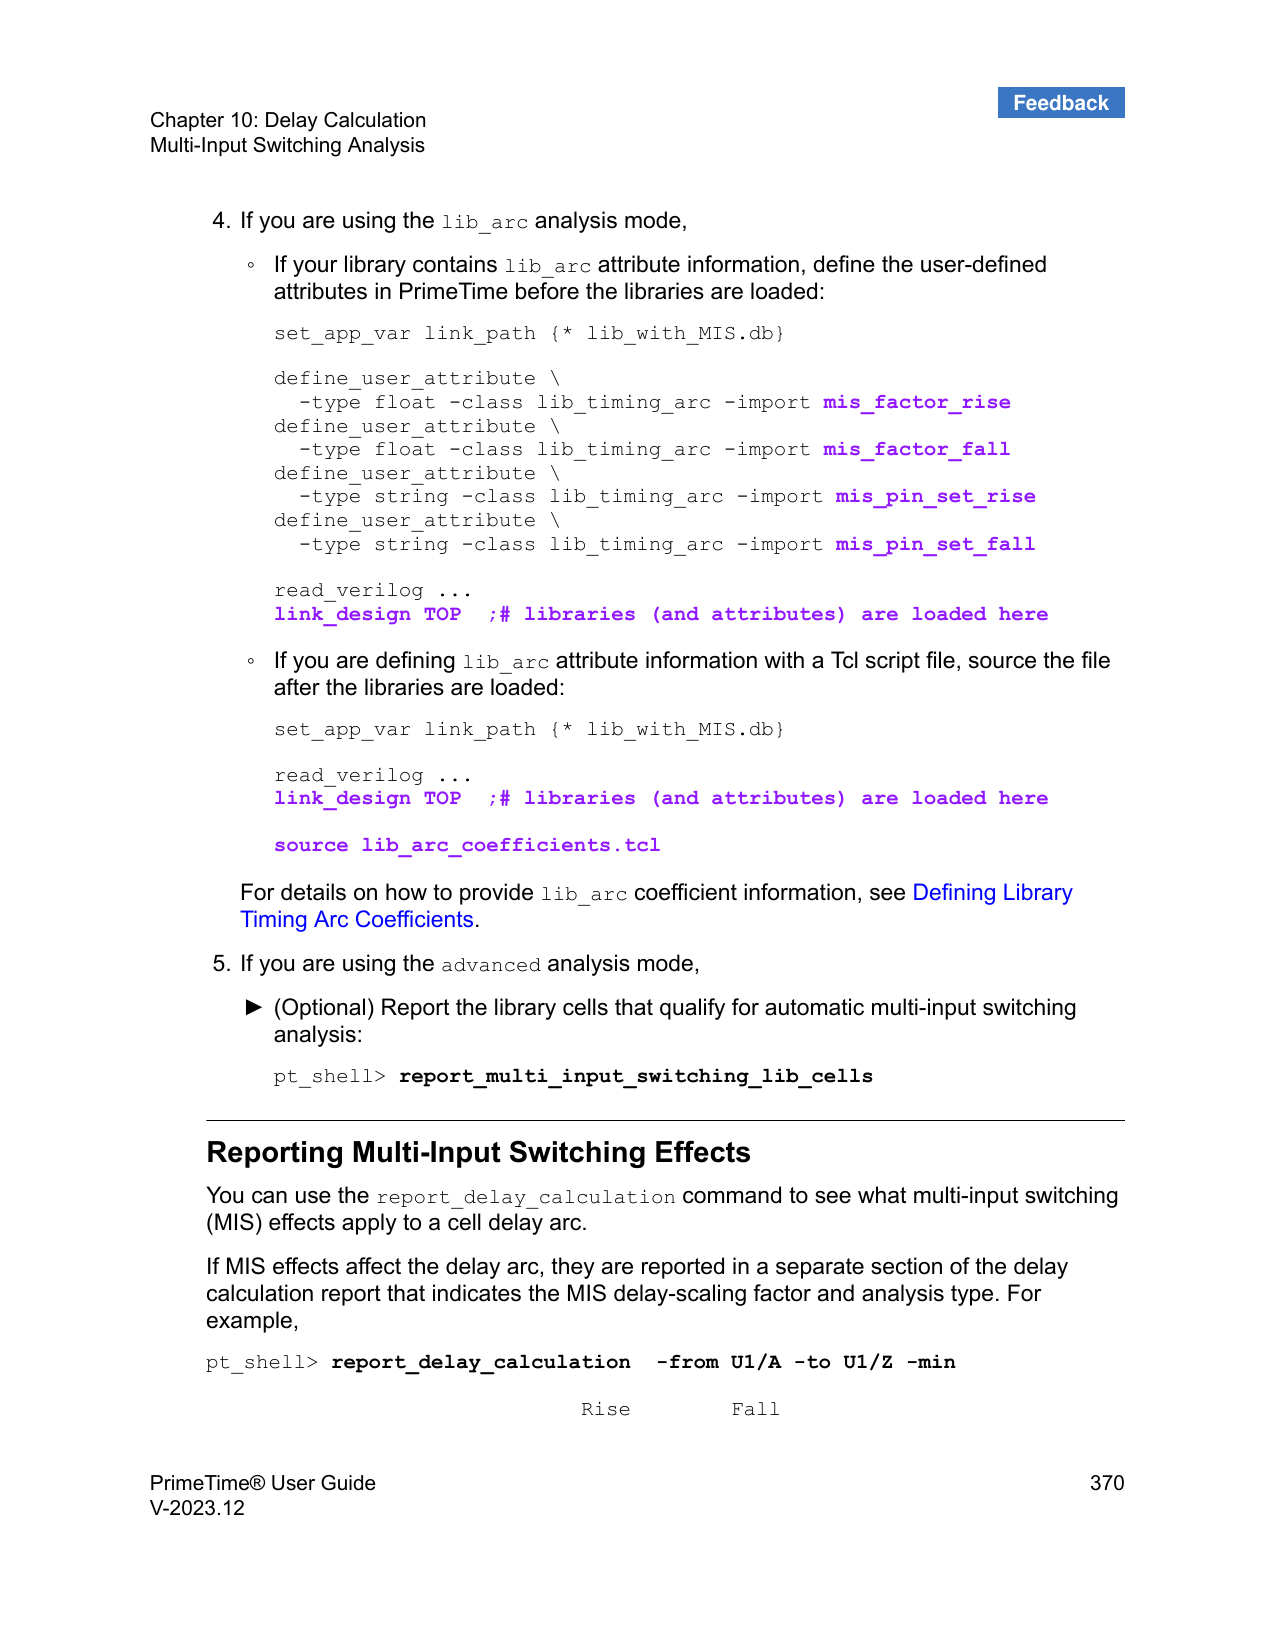 Feedback
Chapter 10: Delay Calculation
Multi-Input Switching Analysis
4. If you are using the lib_arc analysis mode,
◦ If your library contains lib_arc attribute information, define the user-defined
attributes in PrimeTime before the libraries are loaded:
set_app_var link_path {* lib_with_MIS.db}
define_user_attribute \
  -type float -class lib_timing_arc -import mis_factor_rise
define_user_attribute \
  -type float -class lib_timing_arc -import mis_factor_fall
define_user_attribute \
  -type string -class lib_timing_arc -import mis_pin_set_rise
define_user_attribute \
  -type string -class lib_timing_arc -import mis_pin_set_fall
read_verilog ...
link_design TOP  ;# libraries (and attributes) are loaded here
◦ If you are defining lib_arc attribute information with a Tcl script file, source the file
after the libraries are loaded:
set_app_var link_path {* lib_with_MIS.db}
read_verilog ...
link_design TOP  ;# libraries (and attributes) are loaded here
source lib_arc_coefficients.tcl
For details on how to provide lib_arc coefficient information, see Defining Library
Timing Arc Coefficients.
5. If you are using the advanced analysis mode,
▶ (Optional) Report the library cells that qualify for automatic multi-input switching
analysis:
pt_shell> report_multi_input_switching_lib_cells
Reporting Multi-Input Switching Effects
You can use the report_delay_calculation command to see what multi-input switching
(MIS) effects apply to a cell delay arc.
If MIS effects affect the delay arc, they are reported in a separate section of the delay
calculation report that indicates the MIS delay-scaling factor and analysis type. For
example,
pt_shell> report_delay_calculation  -from U1/A -to U1/Z -min
Rise        Fall
PrimeTime® User Guide 370
V-2023.12